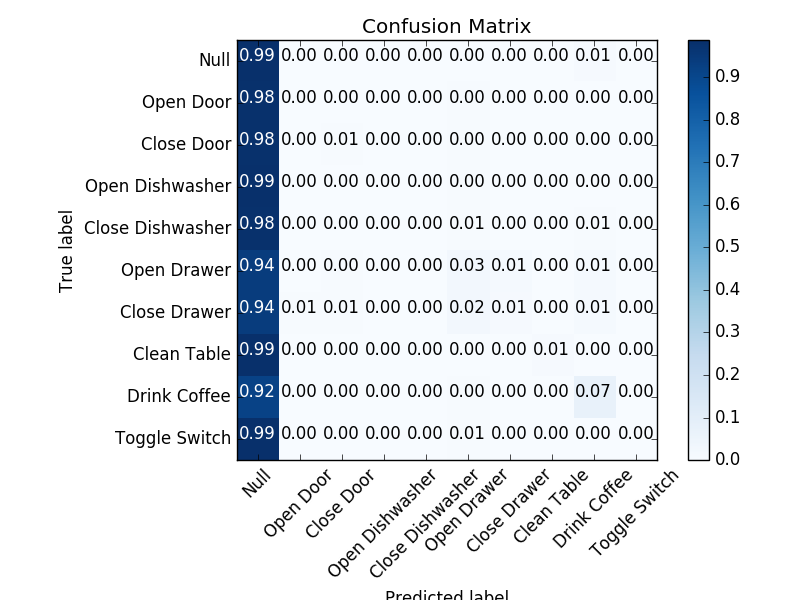 Confusion Matrix
Null 0.99 0.00 0.00 0.00 0.00 0.00 0.00 0.00 0.01 0.00
Open Door 0.98 0.00 0.00 0.00 0.00 0.00 0.00 0.00 0.00 0.00
Close Door 0.98 0.00 0.01 0.00 0.00 0.00 0.00 0.00 0.00 0.00
Open Dishwasher 0.99 0.00 0.00 0.00 0.00 0.00 0.00 0.00 0.00 0.00
Close Dishwasher 0.98 0.00 0.00 0.00 0.00 0.01 0.00 0.00 0.01 0.00
Open Drawer 0.94 0.00 0.00 0.00 0.00 0.03 0.01 0.00 0.01 0.00
Close Drawer 0.94 0.01 0.01 0.00 0.00 0.02 0.01 0.00 0.01 0.00
Clean Table 0.99 0.00 0.00 0.00 0.00 0.00 0.00 0.01 0.00 0.00
Drink Coffee 0.92 0.00 0.00 0.00 0.00 0.00 0.00 0.00 0.07 0.00
Toggle Switch 0.99 0.00 0.00 0.00 0.00 0.01 0.00 0.00 0.00 0.00
True label
Null
Open Door
Close Door
Open Dishwasher
Close Dishwasher
Open Drawer
Close Drawer
Clean Table
Drink Coffee
Toggle Switch
Predicted label
0.9
0.8
0.7
0.6
0.5
0.4
0.3
0.2
0.1
0.0